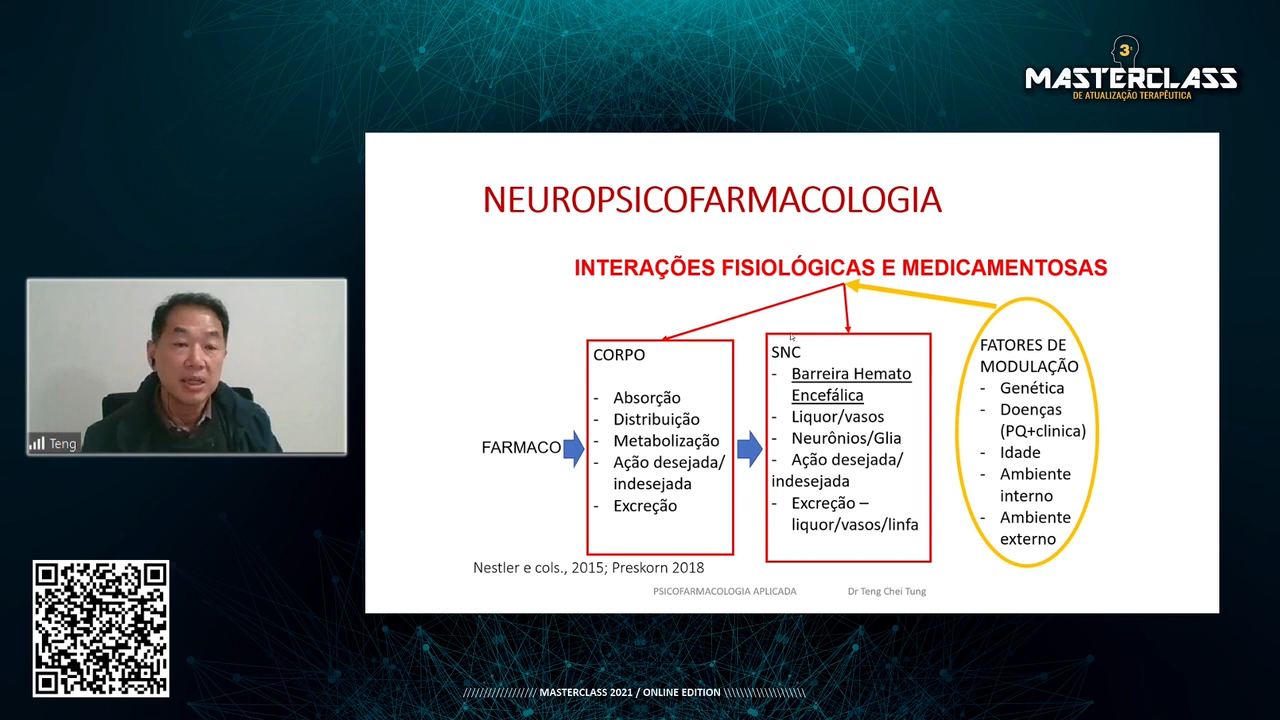 3ª
MASTERCLASS
DE ATUALIZAÇÃO TERAPÊUTICA
NEUROPSICOFARMACOLOGIA
INTERAÇÕES FISIOLÓGICAS E MEDICAMENTOSAS
FARMACO
CORPO
- Absorção
- Distribuição
- Metabolização
- Ação desejada/
indesejada
- Excreção
SNC
- Barreira Hemato
Encefálica
- Liquor/vasos
- Neurônios/Glia
- Ação desejada/
indesejada
- Excreção –
liquor/vasos/linfa
FATORES DE
MODULAÇÃO
- Genética
- Doenças
(PQ+clinica)
- Idade
- Ambiente
interno
- Ambiente
externo
Nestler e cols., 2015; Preskorn 2018
PSICOFARMACOLOGIA APLICADA
Dr Teng Chei Tung
Teng
/////////////////// MASTERCLASS 2021 / ONLINE EDITION \\\\\\\\\\\\\\\\\\\\\